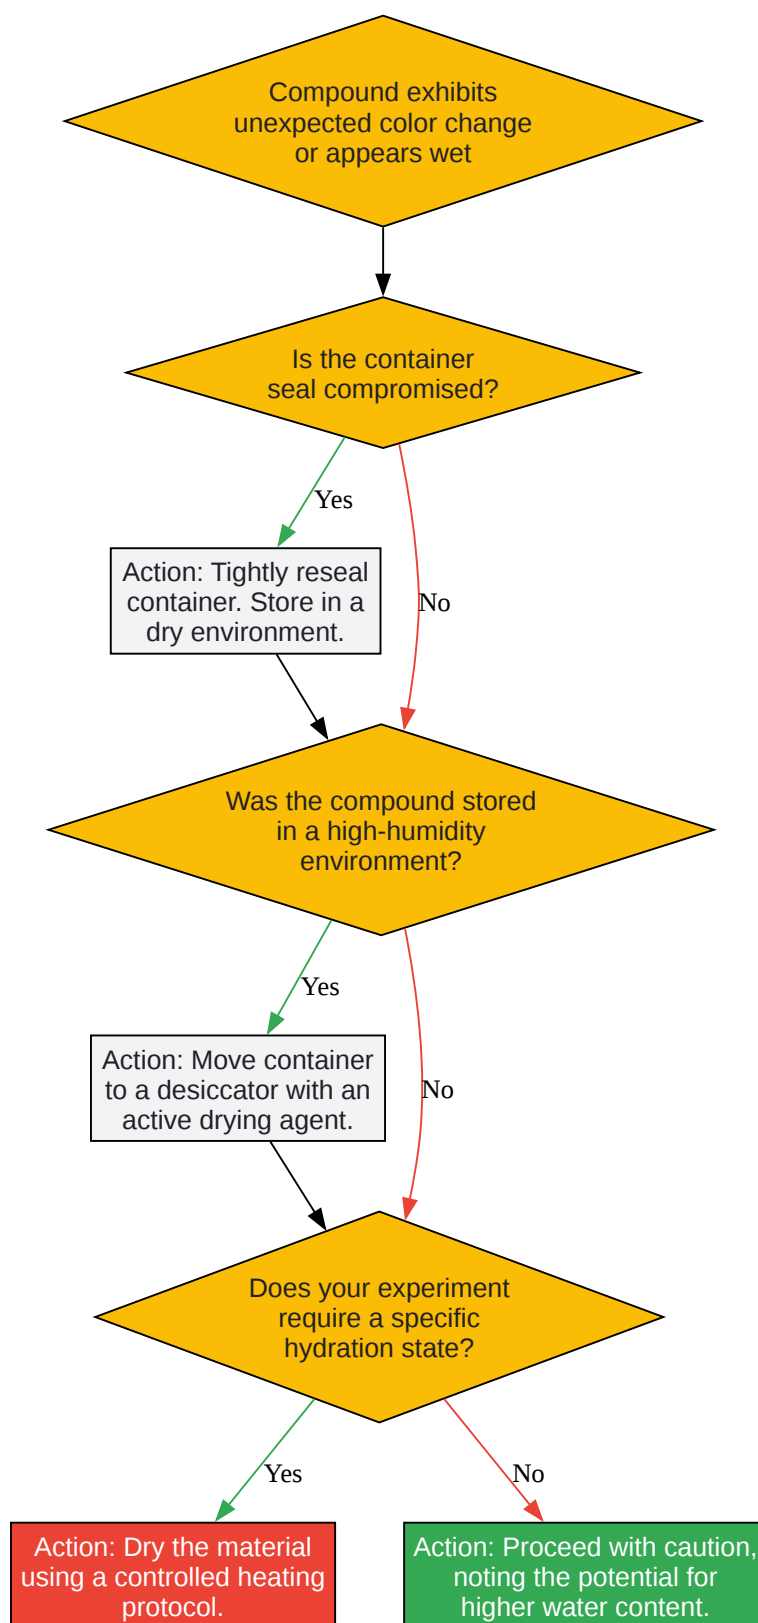 Compound exhibits
unexpected color change
or appears wet
Is the container
seal compromised?
Yes
No
Action: Tightly reseal
container. Store in a
dry environment.
Was the compound stored
in a high-humidity
environment?
Yes
No
Action: Move container
to a desiccator with an
active drying agent.
Does your experiment
require a specific
hydration state?
Yes
No
Action: Dry the material
using a controlled heating
protocol.
Action: Proceed with caution,
noting the potential for
higher water content.